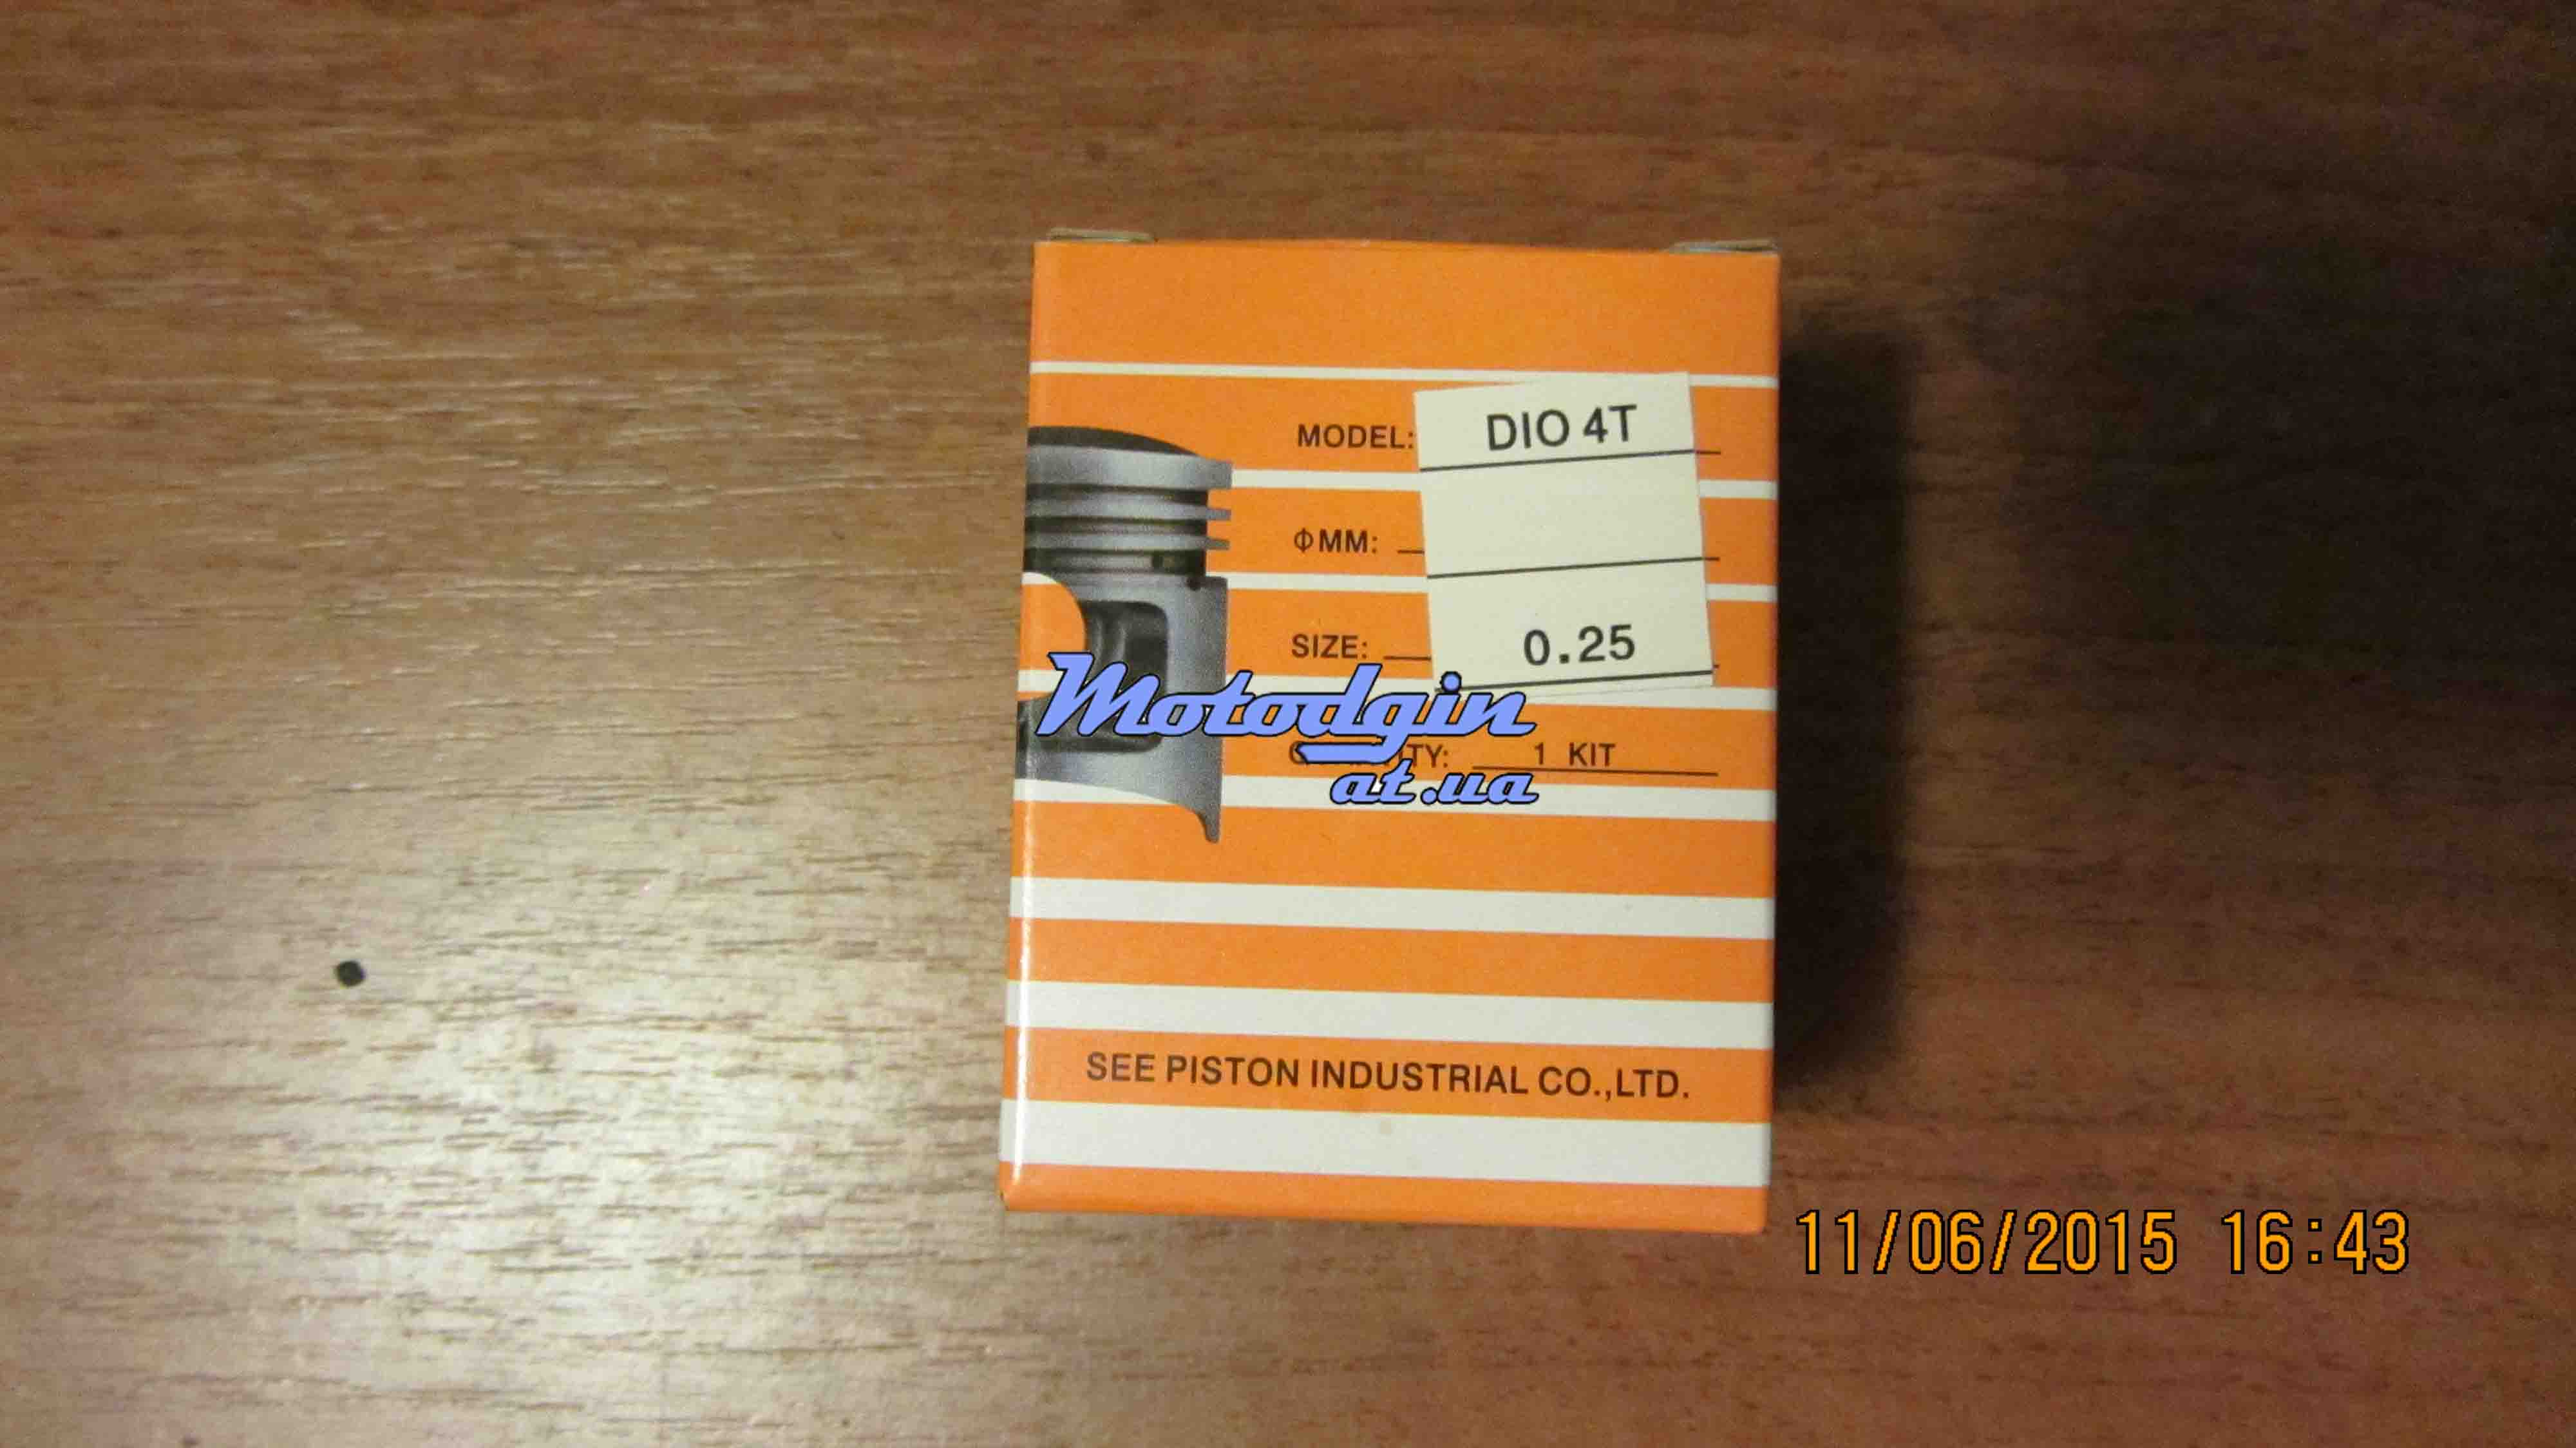 MODEL: DIO 4T
ΦMM:
SIZE: 0.25
Motodgin
at.ua
1 KIT
SEE PISTON INDUSTRIAL CO.,LTD.
11/06/2015 16:43